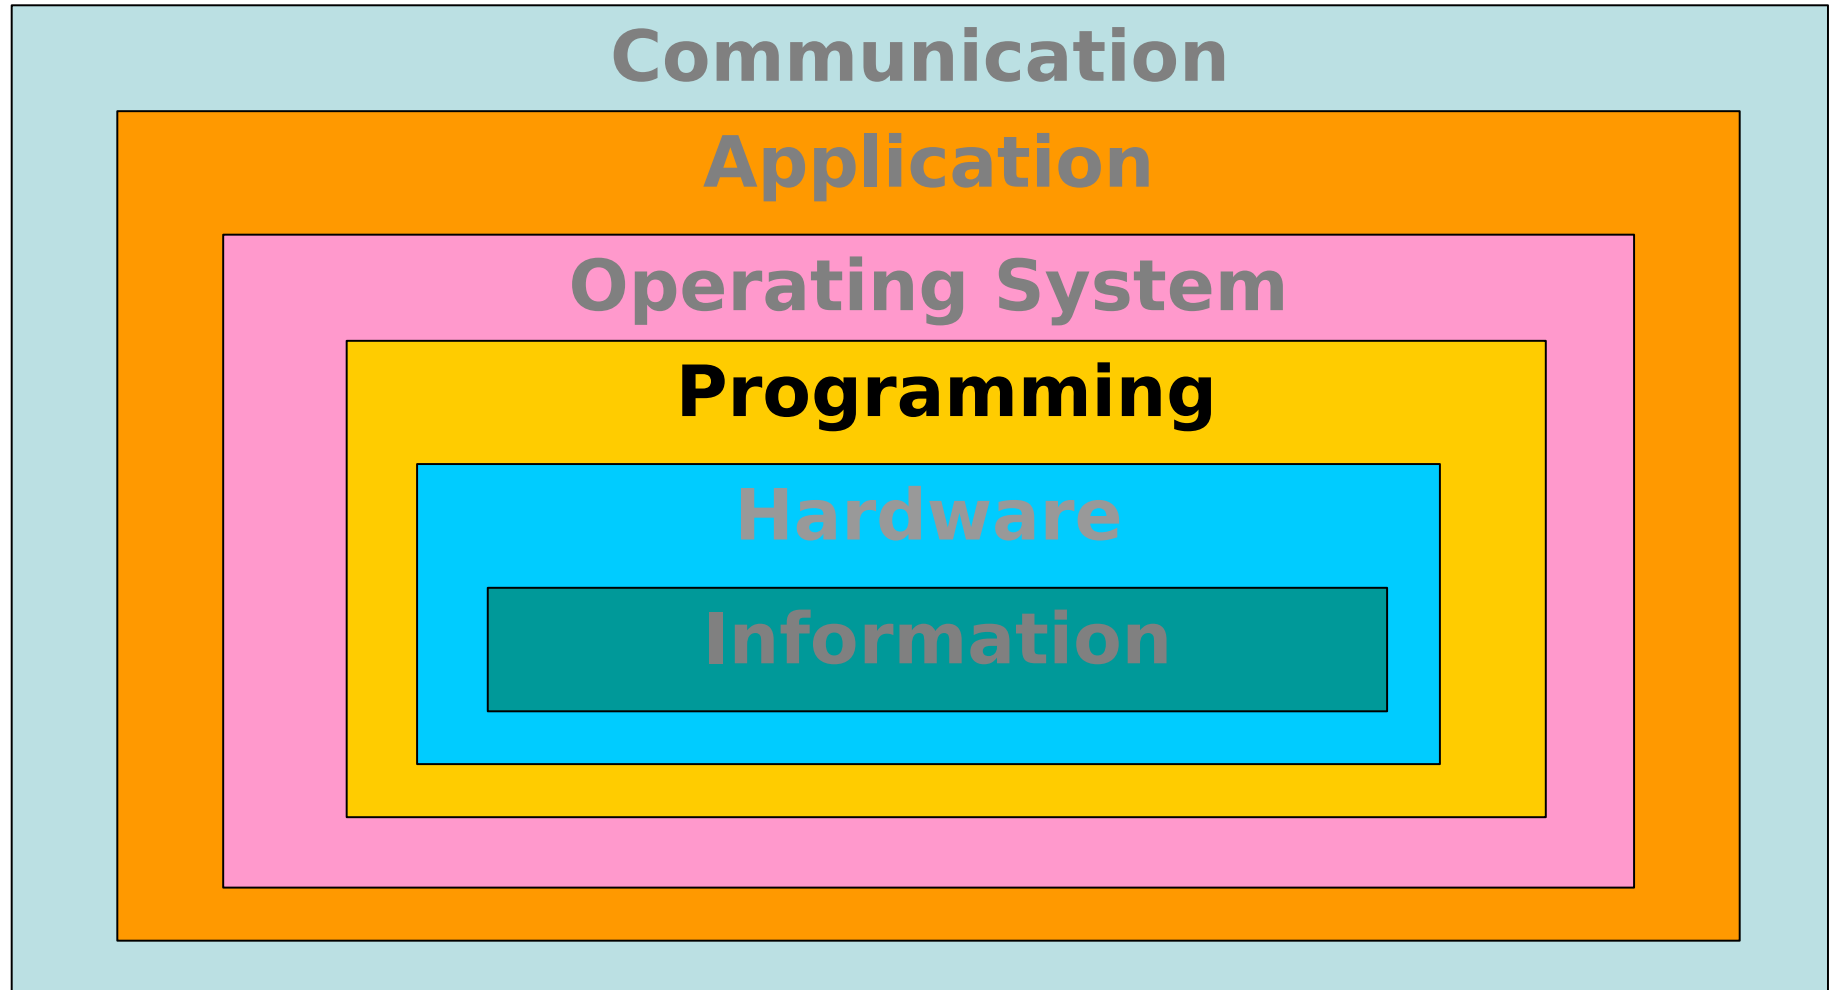 Communication
Application
Operating System
Programming
Hardware
Information